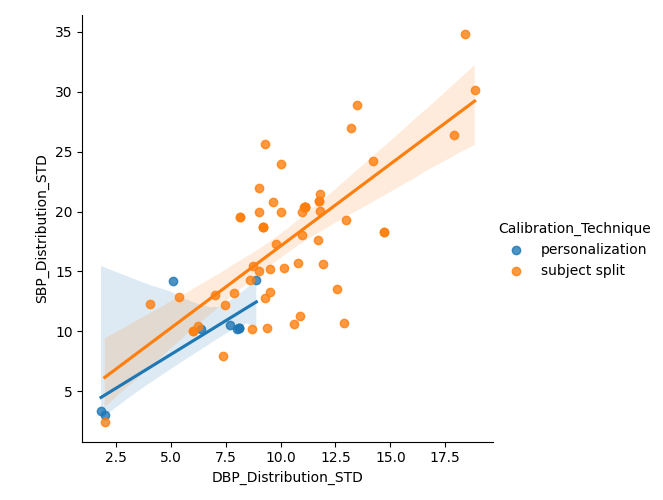 35
30
25
20
15
10
5
SBP_Distribution_STD
2.5 5.0 7.5 10.0 12.5 15.0 17.5
DBP_Distribution_STD
Calibration_Technique
personalization
subject split